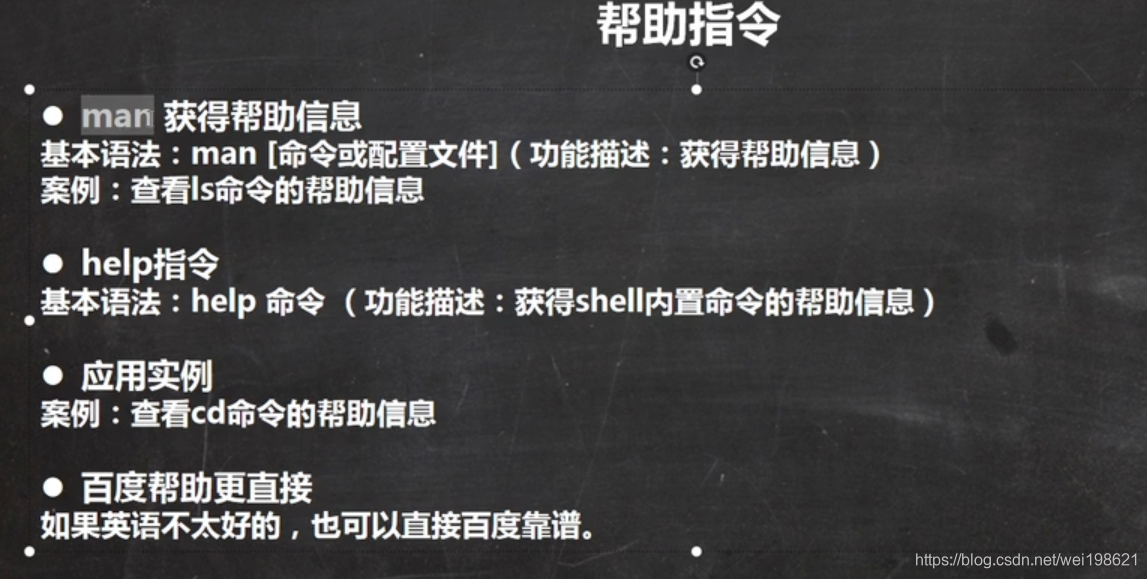 帮助指令
● man 获得帮助信息
基本语法：man [命令或配置文件]（功能描述：获得帮助信息）
案例：查看ls命令的帮助信息
● help指令
基本语法：help 命令 （功能描述：获得shell内置命令的帮助信息）
● 应用实例
案例：查看cd命令的帮助信息
● 百度帮助更直接
如果英语不太好的，也可以直接百度靠谱。
https://blog.csdn.net/wei198621